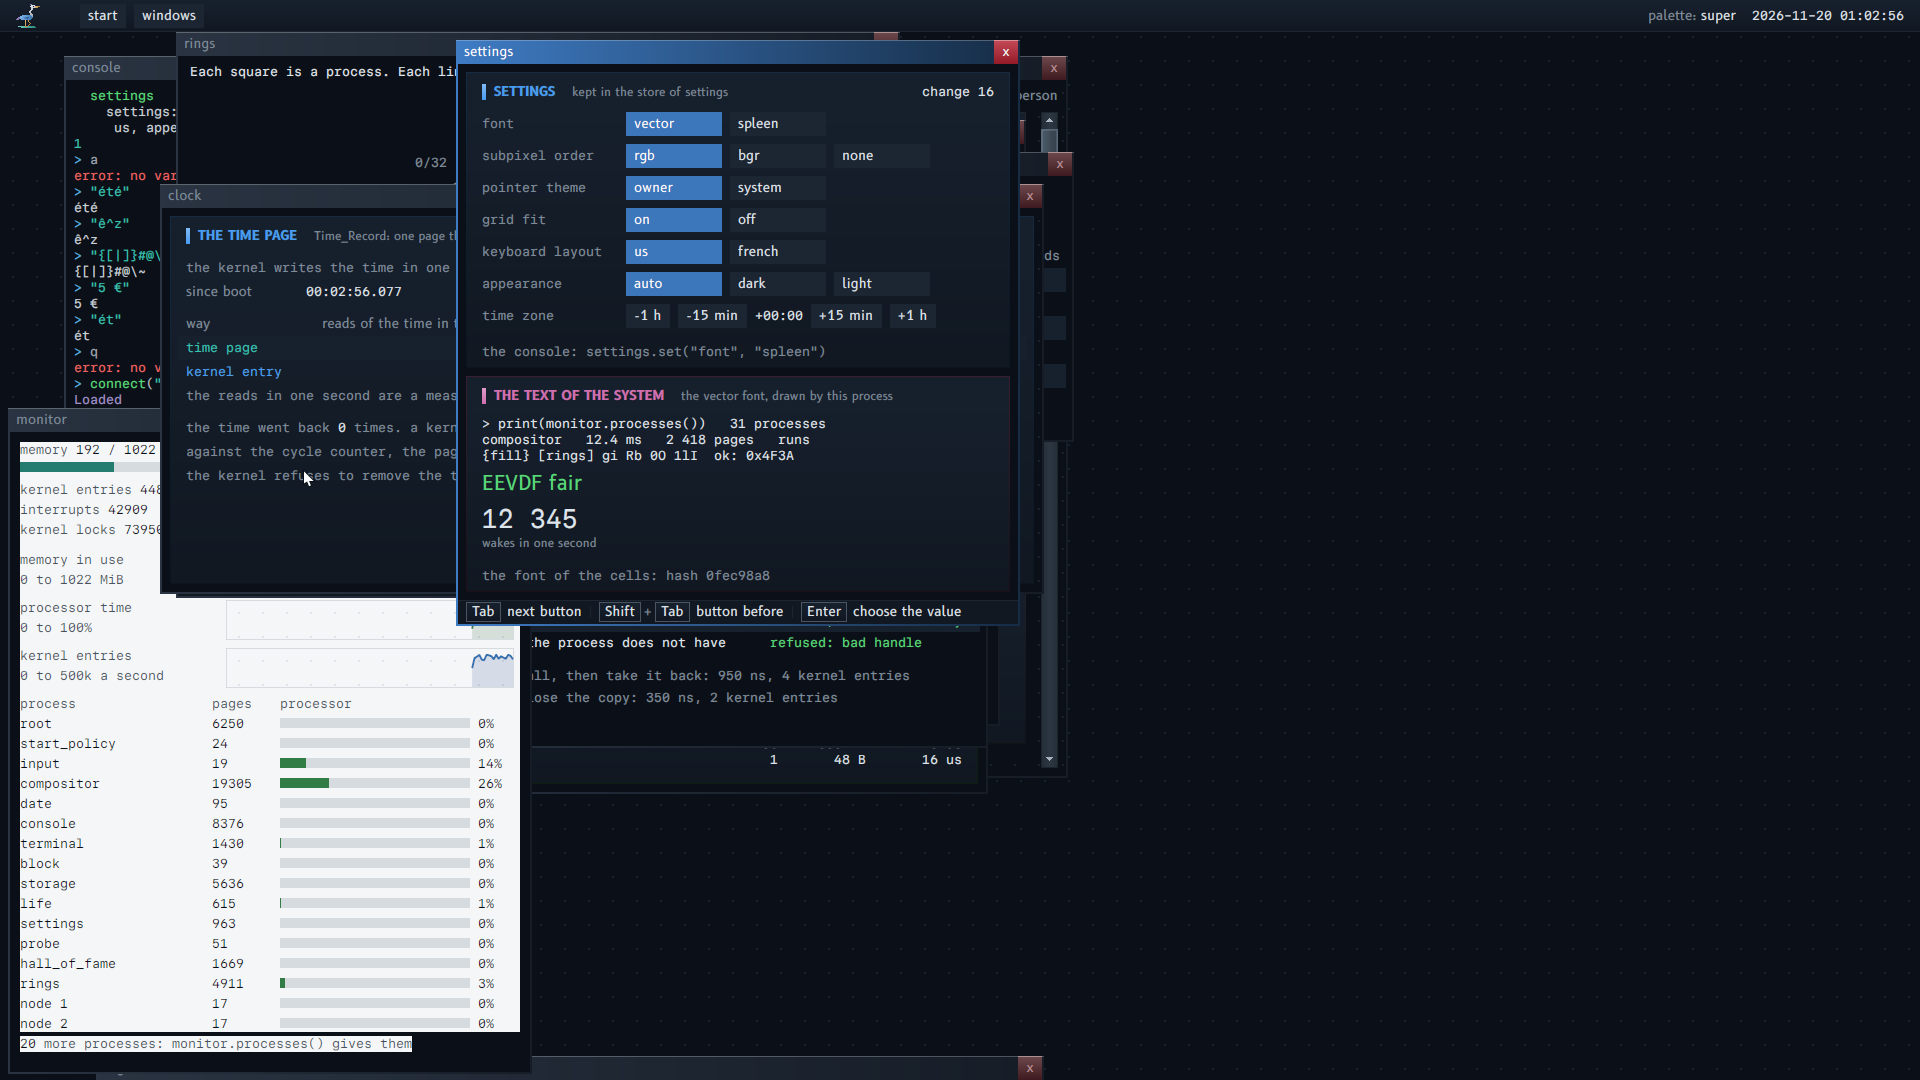 start windows palette: super 2026-11-20 01:02:56
rings
Each square is a process. Each li
0/32
console
settings
settings:
us, appe
1
> a
error: no var
> "été"
été
> "ê^z"
ê^z
> "{[|]}#@\
{[|]}#@\~
> "5 €"
5 €
> "ét"
ét
> q
error: no v
> connect("
Loaded
clock
THE TIME PAGE Time_Record: one page t
the kernel writes the time in one
since boot 00:02:56.077
way reads of the time in
time page
kernel entry
the reads in one second are a meas
the time went back 0 times. a kern
against the cycle counter, the pag
the kernel refuses to remove the t
settings x
SETTINGS kept in the store of settings change 16
font vector spleen
subpixel order rgb bgr none
pointer theme owner system
grid fit on off
keyboard layout us french
appearance auto dark light
time zone -1 h -15 min +00:00 +15 min +1 h
the console: settings.set("font", "spleen")
THE TEXT OF THE SYSTEM the vector font, drawn by this process
> print(monitor.processes()) 31 processes
compositor 12.4 ms 2 418 pages runs
{fill} [rings] gi Rb 0O 1lI ok: 0x4F3A
EEVDF fair
12 345
wakes in one second
the font of the cells: hash 0fec98a8
Tab next button Shift + Tab button before Enter choose the value
x
erson
x
x
ds
the process does not have refused: bad handle
ll, then take it back: 950 ns, 4 kernel entries
ose the copy: 350 ns, 2 kernel entries
1 48 B 16 us
x
monitor
memory 192 / 1022
kernel entries 448
interrupts 42909
kernel locks 73950
memory in use
0 to 1022 MiB
processor time
0 to 100%
kernel entries
0 to 500k a second
process pages processor
root 6250 0%
start_policy 24 0%
input 19 14%
compositor 19305 26%
date 95 0%
console 8376 0%
terminal 1430 1%
block 39 0%
storage 5636 0%
life 615 1%
settings 963 0%
probe 51 0%
hall_of_fame 1669 0%
rings 4911 3%
node 1 17 0%
node 2 17 0%
20 more processes: monitor.processes() gives them